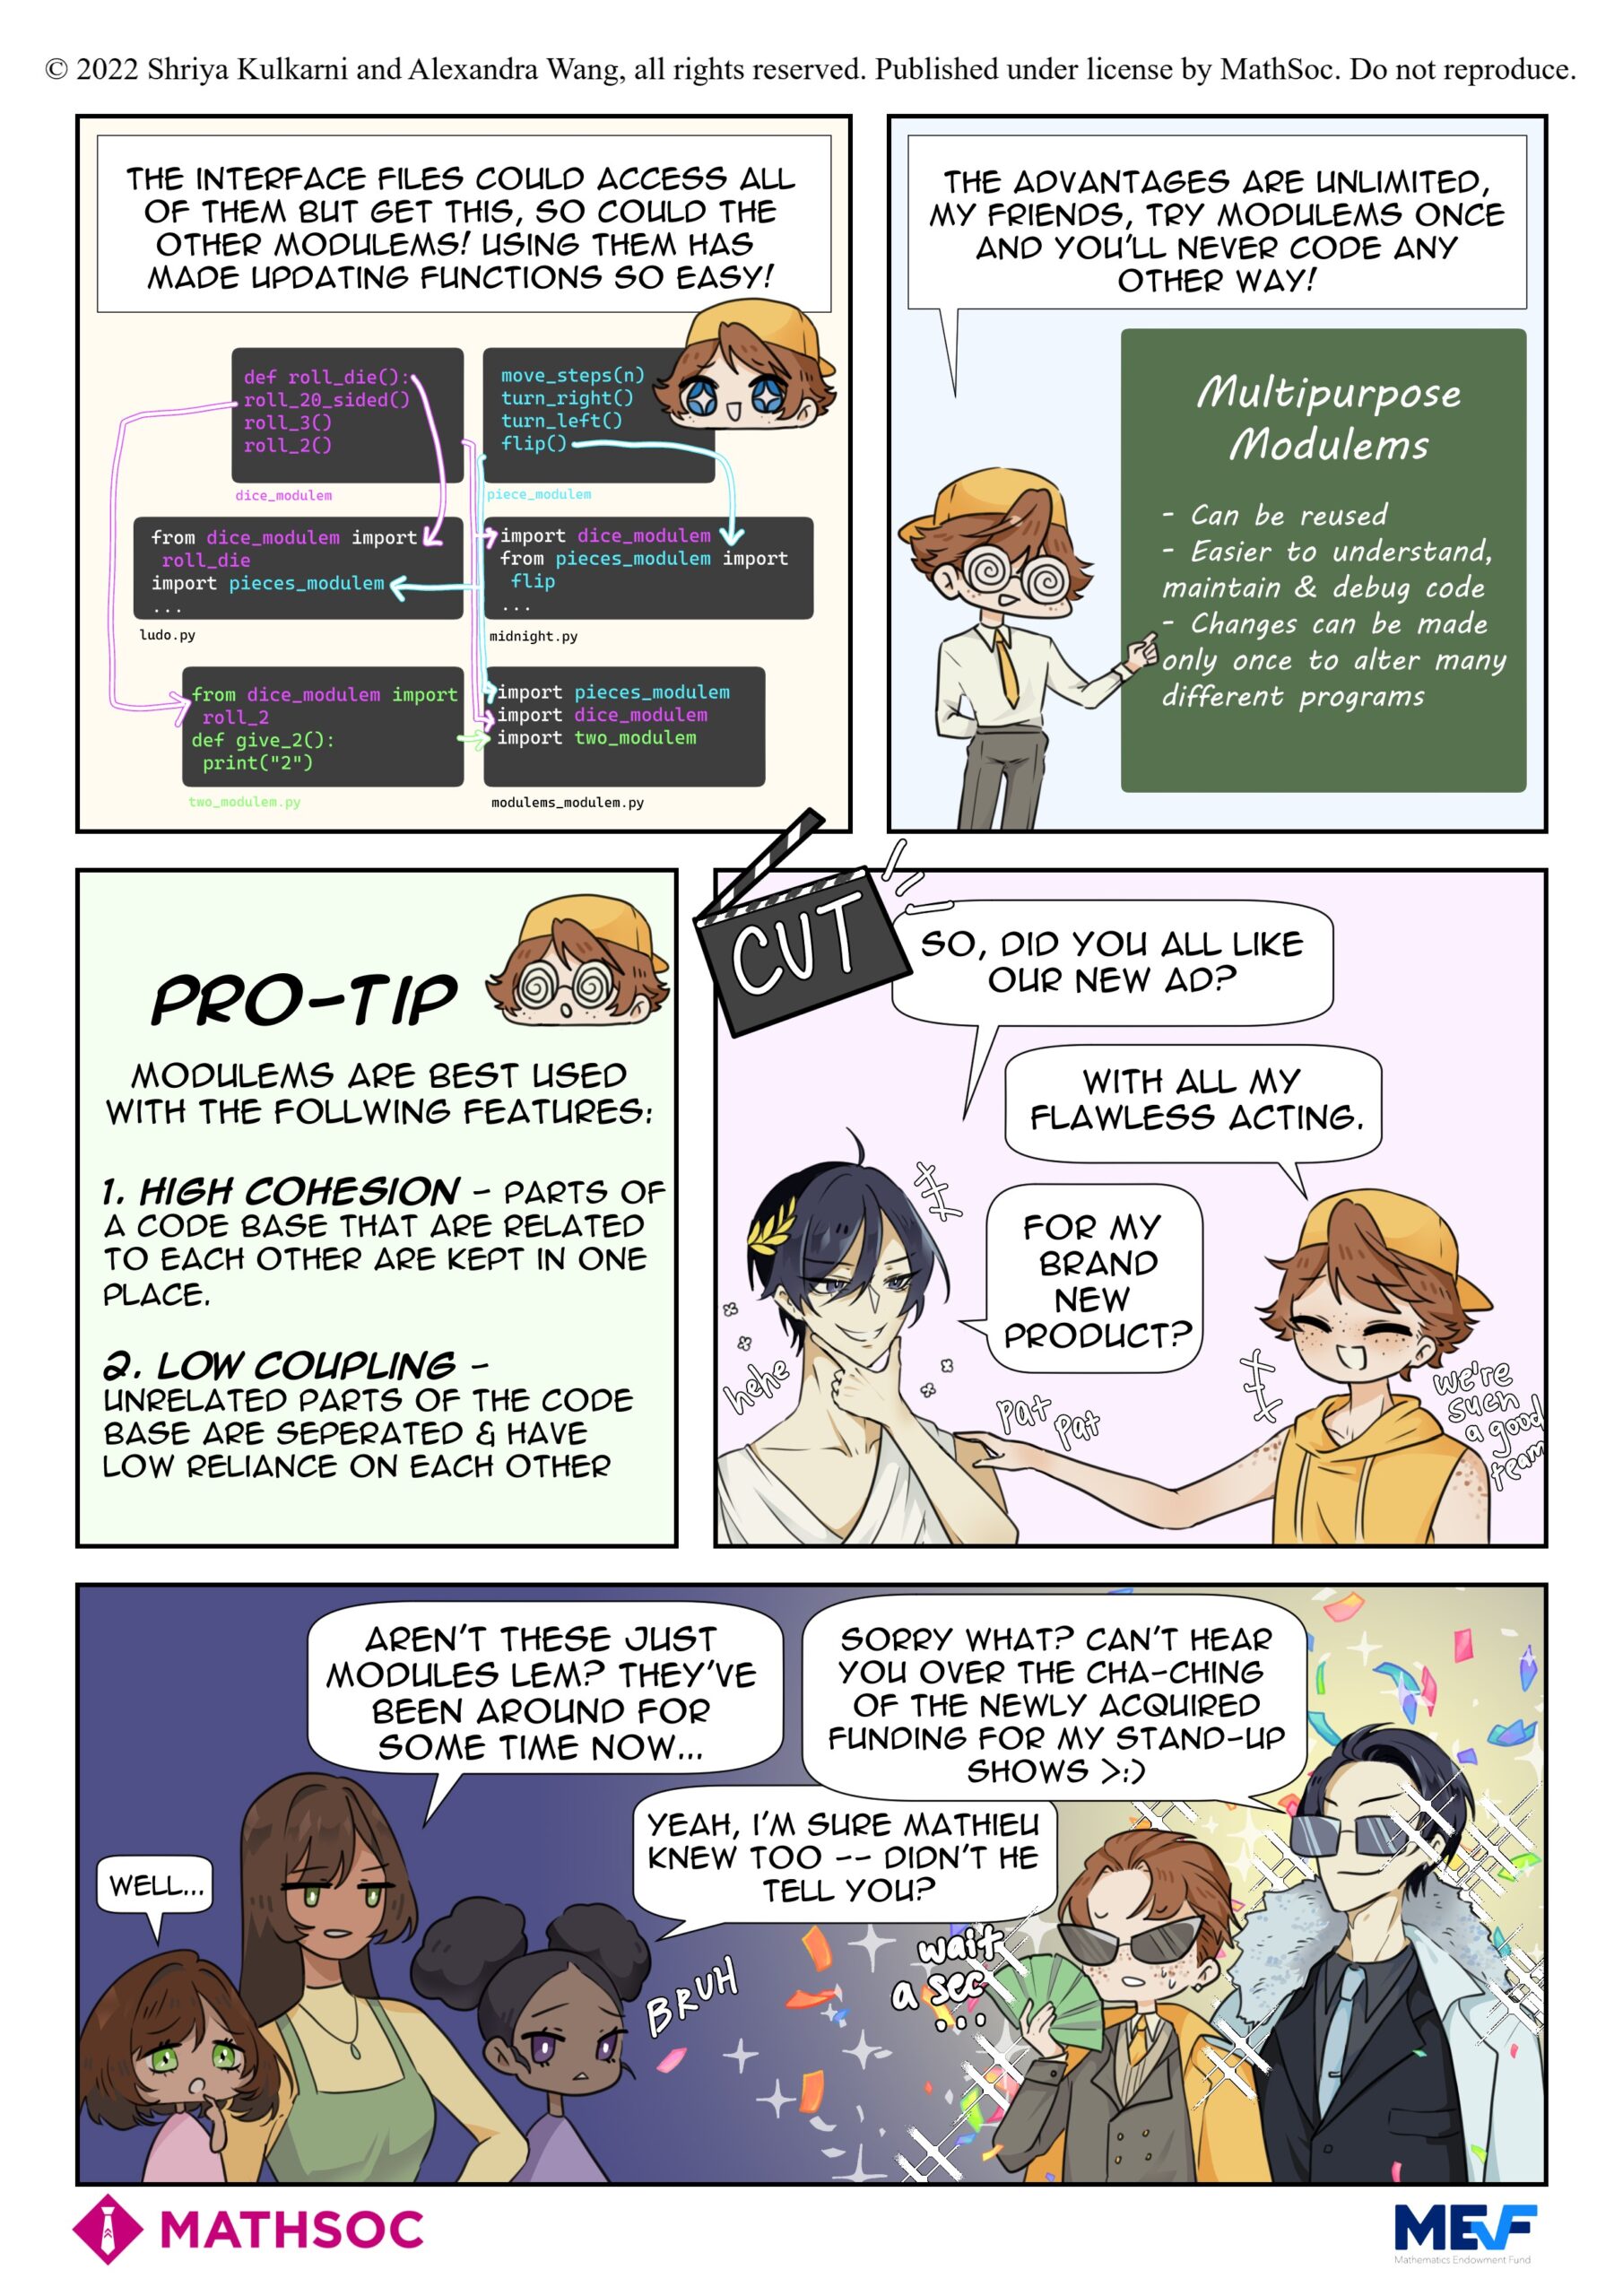 © 2022 Shriya Kulkarni and Alexandra Wang, all rights reserved. Published under license by MathSoc. Do not reproduce.
THE INTERFACE FILES COULD ACCESS ALL
OF THEM BUT GET THIS, SO COULD THE
OTHER MODULEMS! USING THEM HAS
MADE UPDATING FUNCTIONS SO EASY!
def roll_die():
roll_20_sided()
roll_3()
roll_2()
dice_modulem
move_steps(n)
turn_right()
turn_left()
flip()
piece_modulem
from dice_modulem import
roll_die
import pieces_modulem
...
ludo.py
import dice_modulem
from pieces_modulem import
flip
...
midnight.py
from dice_modulem import
roll_2
def give_2():
print("2")
two_modulem.py
import pieces_modulem
import dice_modulem
import two_modulem
modulems_modulem.py
THE ADVANTAGES ARE UNLIMITED,
MY FRIENDS, TRY MODULEMS ONCE
AND YOU'LL NEVER CODE ANY
OTHER WAY!
Multipurpose
Modulems
- Can be reused
- Easier to understand,
maintain & debug code
- Changes can be made
only once to alter many
different programs
PRO-TIP
MODULEMS ARE BEST USED
WITH THE FOLLWING FEATURES:
1. HIGH COHESION - PARTS OF
A CODE BASE THAT ARE RELATED
TO EACH OTHER ARE KEPT IN ONE
PLACE.
2. LOW COUPLING -
UNRELATED PARTS OF THE CODE
BASE ARE SEPERATED & HAVE
LOW RELIANCE ON EACH OTHER
CUT
SO, DID YOU ALL LIKE
OUR NEW AD?
WITH ALL MY
FLAWLESS ACTING.
FOR MY
BRAND
NEW
PRODUCT?
hehe
pat
pat
we're
such
a good
team
AREN'T THESE JUST
MODULES LEM? THEY'VE
BEEN AROUND FOR
SOME TIME NOW...
SORRY WHAT? CAN'T HEAR
YOU OVER THE CHA-CHING
OF THE NEWLY ACQUIRED
FUNDING FOR MY STAND-UP
SHOWS >:)
WELL...
YEAH, I'M SURE MATHIEU
KNEW TOO -- DIDN'T HE
TELL YOU?
BRUH
wait
a sec
...
MATHSOC
MEF
Mathematics Endowment Fund